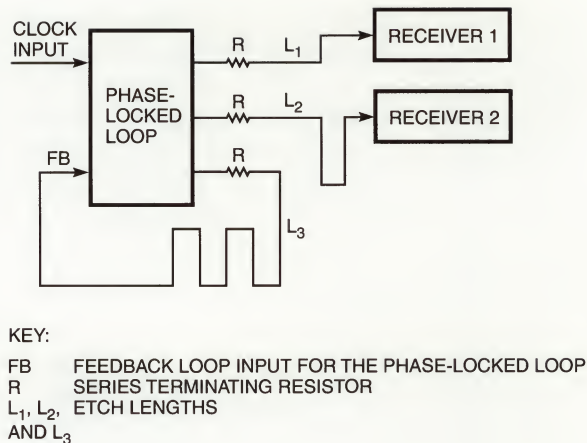 CLOCK
INPUT
R
L1
RECEIVER 1
PHASE-
LOCKED
LOOP
R
L2
RECEIVER 2
FB
R
L3
KEY:
FB FEEDBACK LOOP INPUT FOR THE PHASE-LOCKED LOOP
R SERIES TERMINATING RESISTOR
L1, L2, ETCH LENGTHS
AND L3